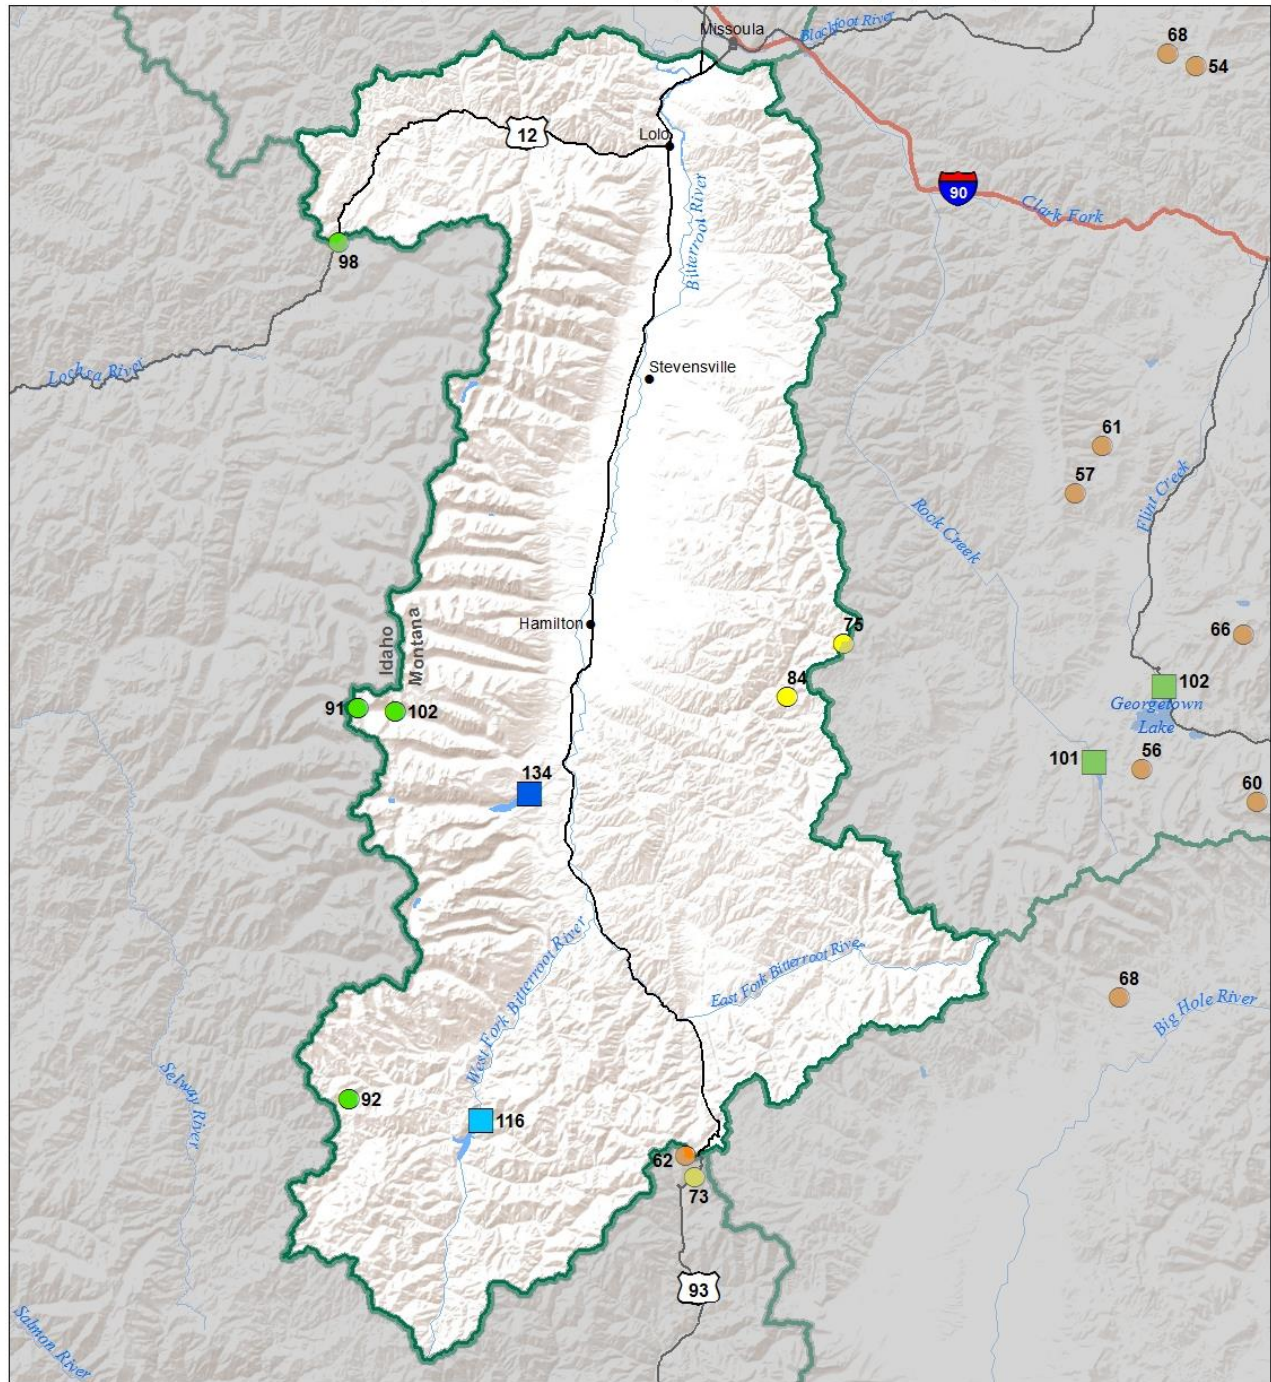 Missoula
Blackfoot River
68
54
12
Lolo
90
Clark Fork
Bitterroot River
98
Lochsa River
Stevensville
61
57
Flint Creek
Rock Creek
Hamilton
Idaho
Montana
75
66
84
102
91
102
Georgetown
Lake
101
56
134
60
West Fork Bitterroot River
East Fork Bitterroot River
68
Big Hole River
Selway River
92
116
62
73
93
Salmon River